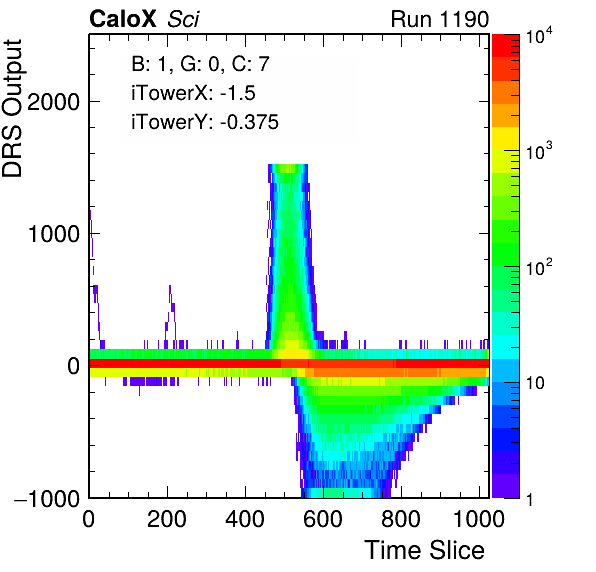 CaloX Sci
Run 1190
B: 1, G: 0, C: 7
iTowerX: -1.5
iTowerY: -0.375
DRS Output
2000
1000
0
−1000
0 200 400 600 800 1000
Time Slice
10^4
10^3
10^2
10
1